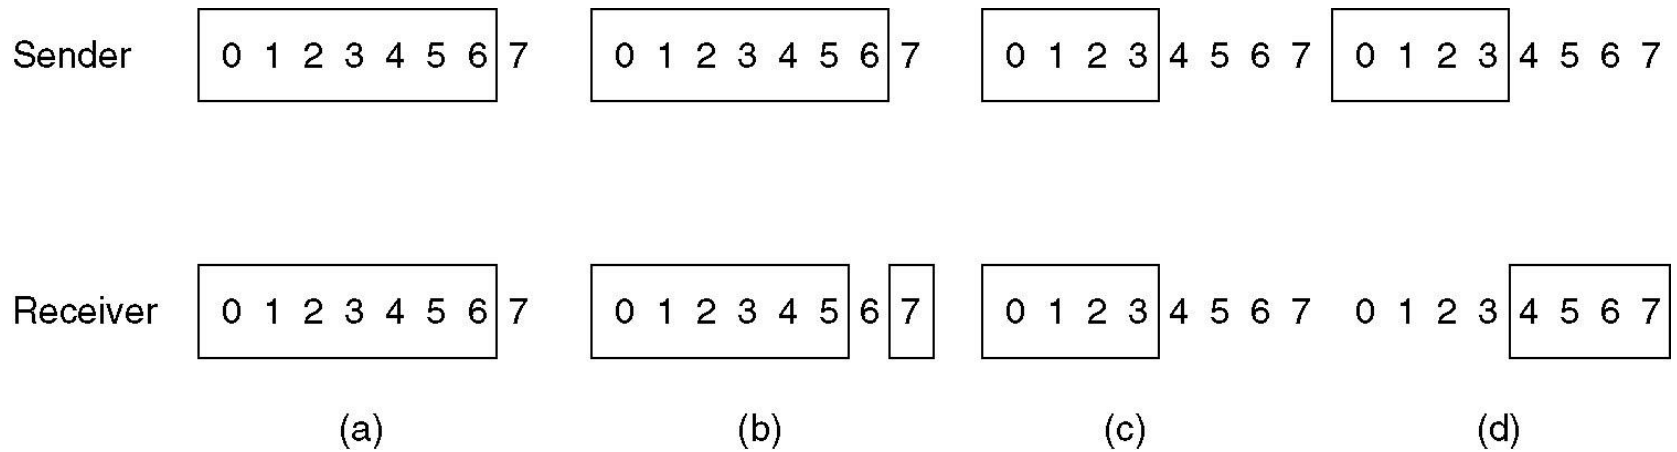 Sender 0 1 2 3 4 5 6 7 0 1 2 3 4 5 6 7 0 1 2 3 4 5 6 7 0 1 2 3 4 5 6 7
Receiver 0 1 2 3 4 5 6 7 0 1 2 3 4 5 6 7 0 1 2 3 4 5 6 7 0 1 2 3 4 5 6 7
(a) (b) (c) (d)